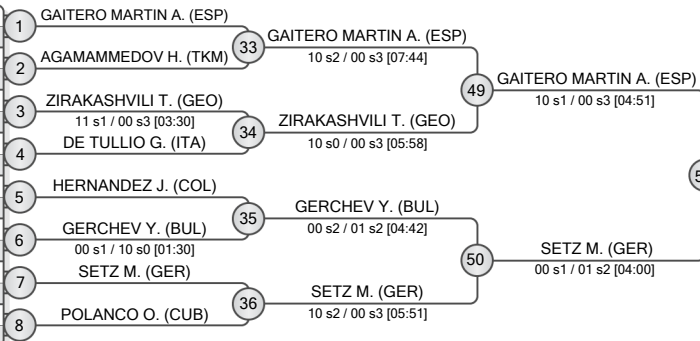 1
GAITERO MARTIN A. (ESP)
33
GAITERO MARTIN A. (ESP)
10 s2 / 00 s3 [07:44]
2
AGAMAMMEDOV H. (TKM)
49
GAITERO MARTIN A. (ESP)
10 s1 / 00 s3 [04:51]
3
ZIRAKASHVILI T. (GEO)
11 s1 / 00 s3 [03:30]
34
ZIRAKASHVILI T. (GEO)
10 s0 / 00 s3 [05:58]
4
DE TULLIO G. (ITA)
5
HERNANDEZ J. (COL)
35
GERCHEV Y. (BUL)
00 s2 / 01 s2 [04:42]
6
GERCHEV Y. (BUL)
00 s1 / 10 s0 [01:30]
50
SETZ M. (GER)
00 s1 / 01 s2 [04:00]
7
SETZ M. (GER)
36
SETZ M. (GER)
10 s2 / 00 s3 [05:51]
8
POLANCO O. (CUB)